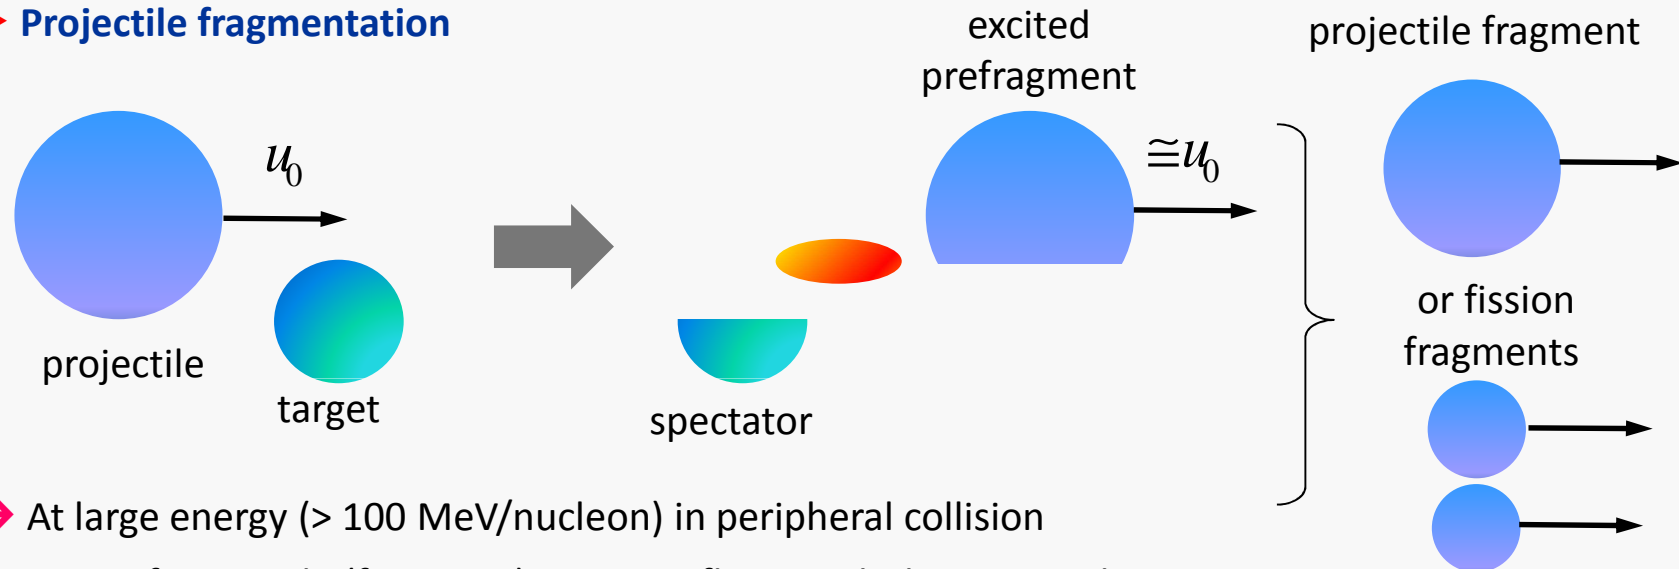 Projectile fragmentation
excited
prefragment
projectile fragment
u₀
≅u₀
projectile
target
spectator
or fission
fragments
At large energy (> 100 MeV/nucleon) in peripheral collision